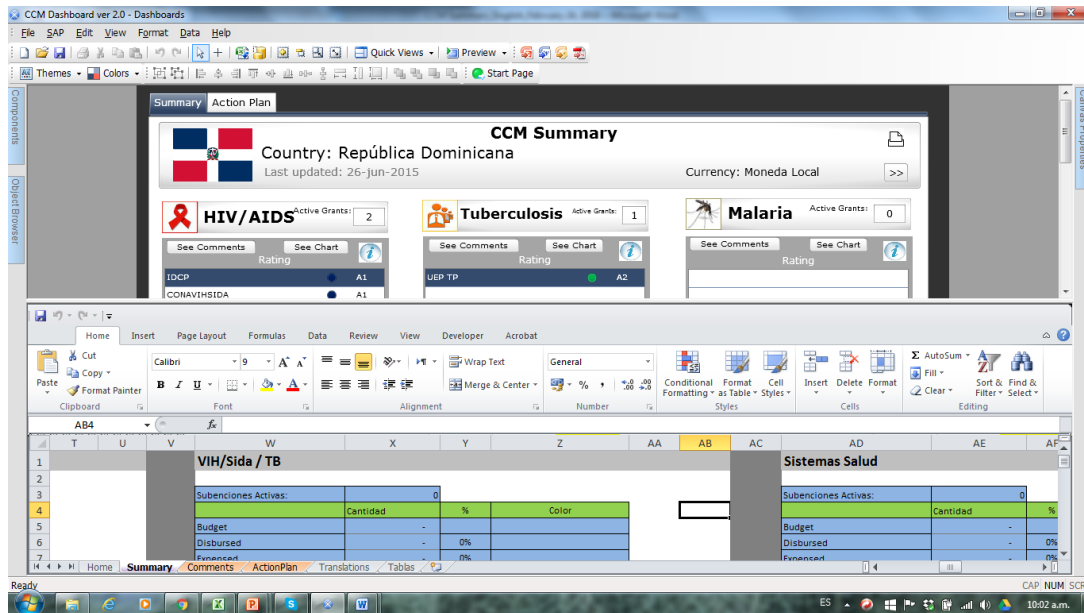 CCM Dashboard ver 2.0 - Dashboards
File SAP Edit View Format Data Help
Quick Views Preview
Themes Colors Start Page
Components
Object Browser
Canvas Properties
Summary Action Plan
CCM Summary
Country: República Dominicana
Last updated: 26-jun-2015
Currency: Moneda Local >>
HIV/AIDS Active Grants: 2
Tuberculosis Active Grants: 1
Malaria Active Grants: 0
See Comments See Chart See Comments See Chart See Comments See Chart
Rating Rating Rating
IDCP A1 UEP TP A2
CONAVIHSIDA A1
Home Insert Page Layout Formulas Data Review View Developer Acrobat
Paste
Cut
Copy
Format Painter
Calibri 9 A A
B I U A
Wrap Text
Merge & Center
General
% ,
Conditional Formatting
Format as Table
Cell Styles
Insert Delete Format
Σ AutoSum
Fill
Clear
Sort & Filter
Find & Select
Clipboard Font Alignment Number Styles Cells Editing
AB4 fx
T U V W X Y Z AA AB AC AD AE AF
1 VIH/Sida / TB Sistemas Salud
2
3 Subenciones Activas: 0 Subenciones Activas: 0
4 Cantidad % Color Cantidad %
5 Budget - Budget -
6 Disbursed - 0% Disbursed - 0%
7 Expensed - 0% Expensed - 0%
Home Summary Comments ActionPlan Translations Tablas
Ready CAP NUM SCR
ES 10:02 a.m.